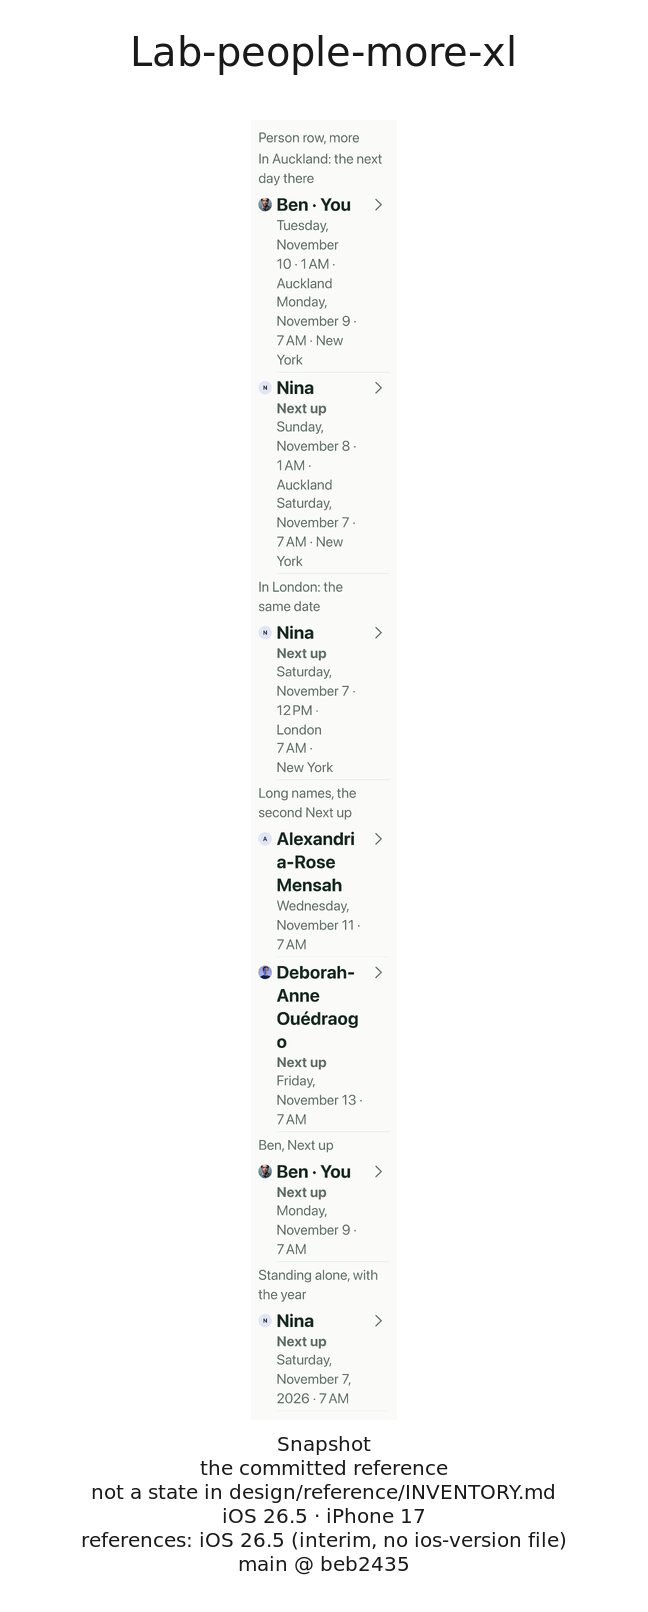 Lab-people-more-xl
Person row, more
In Auckland: the next
day there
Ben · You
Tuesday,
November
10 · 1 AM ·
Auckland
Monday,
November 9 ·
7 AM · New
York
N
Nina
Next up
Sunday,
November 8 ·
1 AM ·
Auckland
Saturday,
November 7 ·
7 AM · New
York
In London: the
same date
N
Nina
Next up
Saturday,
November 7 ·
12 PM ·
London
7 AM ·
New York
Long names, the
second Next up
A
Alexandri
a-Rose
Mensah
Wednesday,
November 11 ·
7 AM
Deborah-
Anne
Ouédraog
o
Next up
Friday,
November 13 ·
7 AM
Ben, Next up
Ben · You
Next up
Monday,
November 9 ·
7 AM
Standing alone, with
the year
N
Nina
Next up
Saturday,
November 7,
2026 · 7 AM
Snapshot
the committed reference
not a state in design/reference/INVENTORY.md
iOS 26.5 · iPhone 17
references: iOS 26.5 (interim, no ios-version file)
main @ beb2435